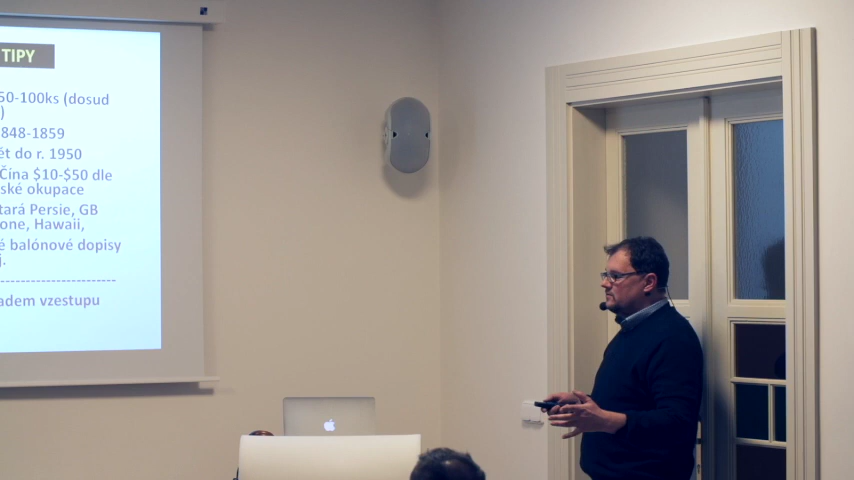 TIPY
50-100ks (dosud
)
848-1859
ét do r. 1950
Čína $10-$50 dle
ské okupace
tará Persie, GB
one, Hawaii,
é balónové dopisy
j.
-----------------------
adem vzestupu